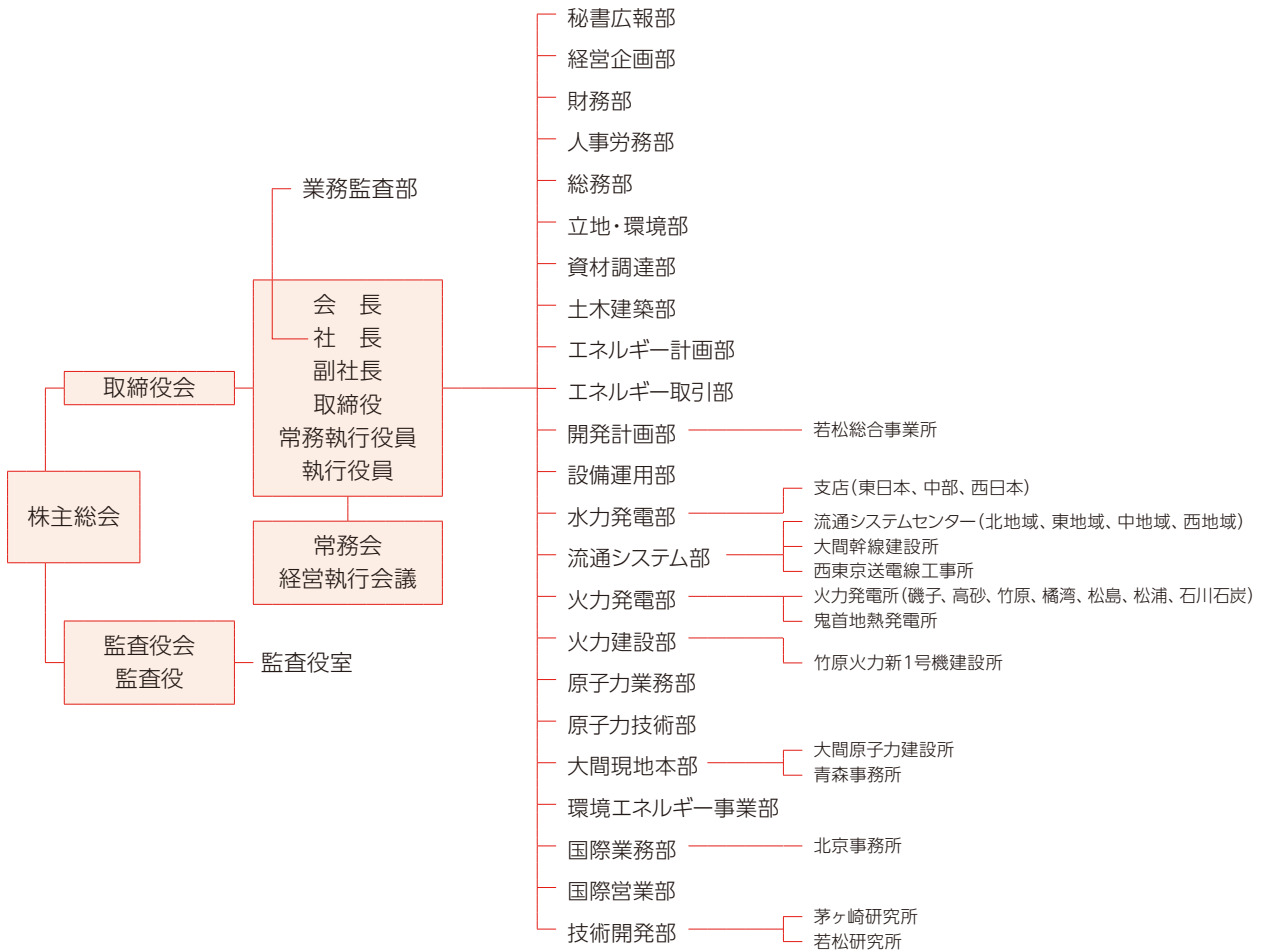 株主総会
取締役会
監査役会
監査役
監査役室
業務監査部
会　長
社　長
副社長
取締役
常務執行役員
執行役員
常務会
経営執行会議
秘書広報部
経営企画部
財務部
人事労務部
総務部
立地・環境部
資材調達部
土木建築部
エネルギー計画部
エネルギー取引部
開発計画部
若松総合事業所
設備運用部
水力発電部
支店(東日本、中部、西日本)
流通システム部
流通システムセンター(北地域、東地域、中地域、西地域)
大間幹線建設所
西東京送電線工事所
火力発電部
火力発電所(磯子、高砂、竹原、橘湾、松島、松浦、石川石炭)
鬼首地熱発電所
火力建設部
竹原火力新1号機建設所
原子力業務部
原子力技術部
大間現地本部
大間原子力建設所
青森事務所
環境エネルギー事業部
国際業務部
北京事務所
国際営業部
技術開発部
茅ヶ崎研究所
若松研究所